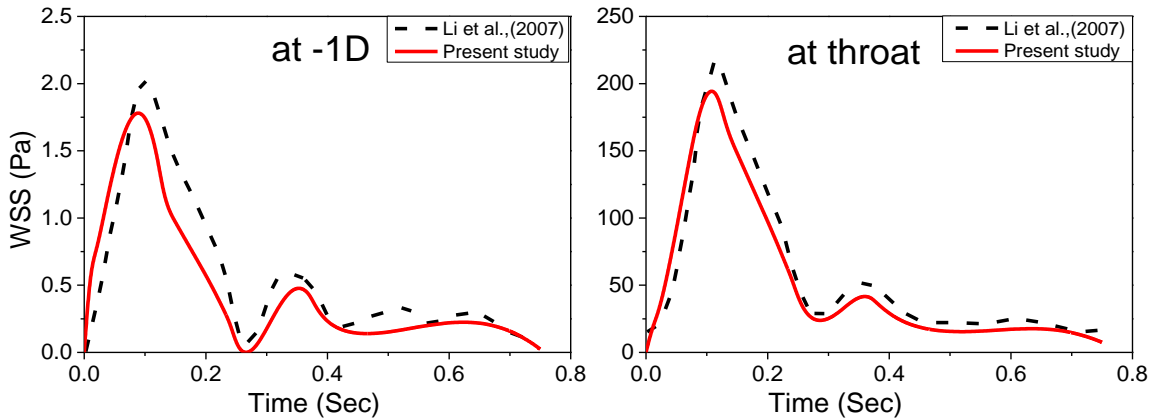 at -1D
Li et al.,(2007)
Present study
WSS (Pa)
2.5
2.0
1.5
1.0
0.5
0.0
0.0 0.2 0.4 0.6 0.8
Time (Sec)
at throat
Li et al.,(2007)
Present study
250
200
150
100
50
0
0.0 0.2 0.4 0.6 0.8
Time (Sec)